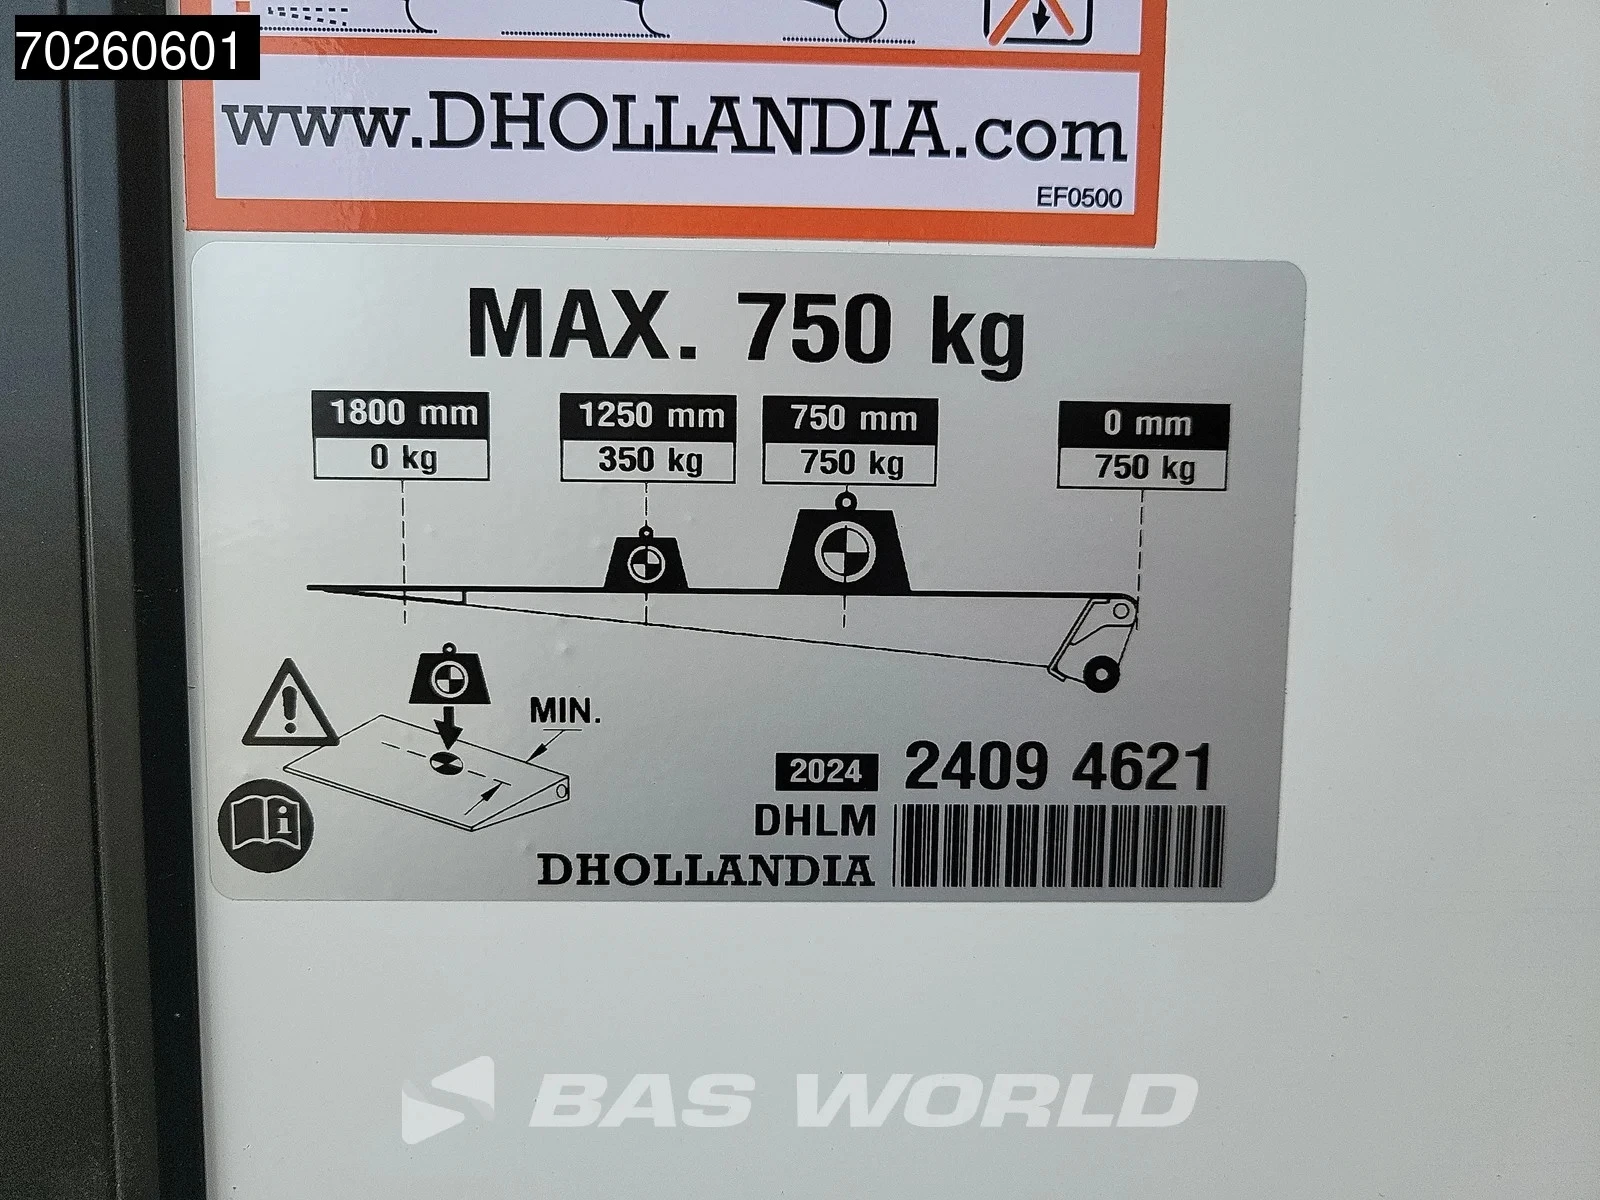 70260601
www.DHOLLANDIA.com
EF0500
MAX. 750 kg
1800 mm 1250 mm 750 mm 0 mm
0 kg 350 kg 750 kg 750 kg
MIN.
2024 2409 4621
DHLM
DHOLLANDIA
BAS WORLD